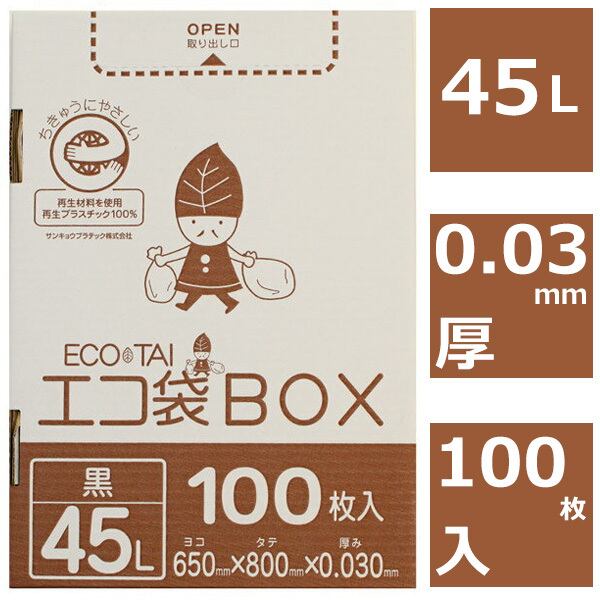 OPEN
取り出し口
ちきゅうにやさしい
再生材料を使用
再生プラスチック100%
サンキョウプラテック株式会社
ECO TAI
エコ袋BOX
黒
45L
100枚入
ヨコ タテ 厚み
650mm×800mm×0.030mm
45L
0.03
mm
厚
100
枚
入